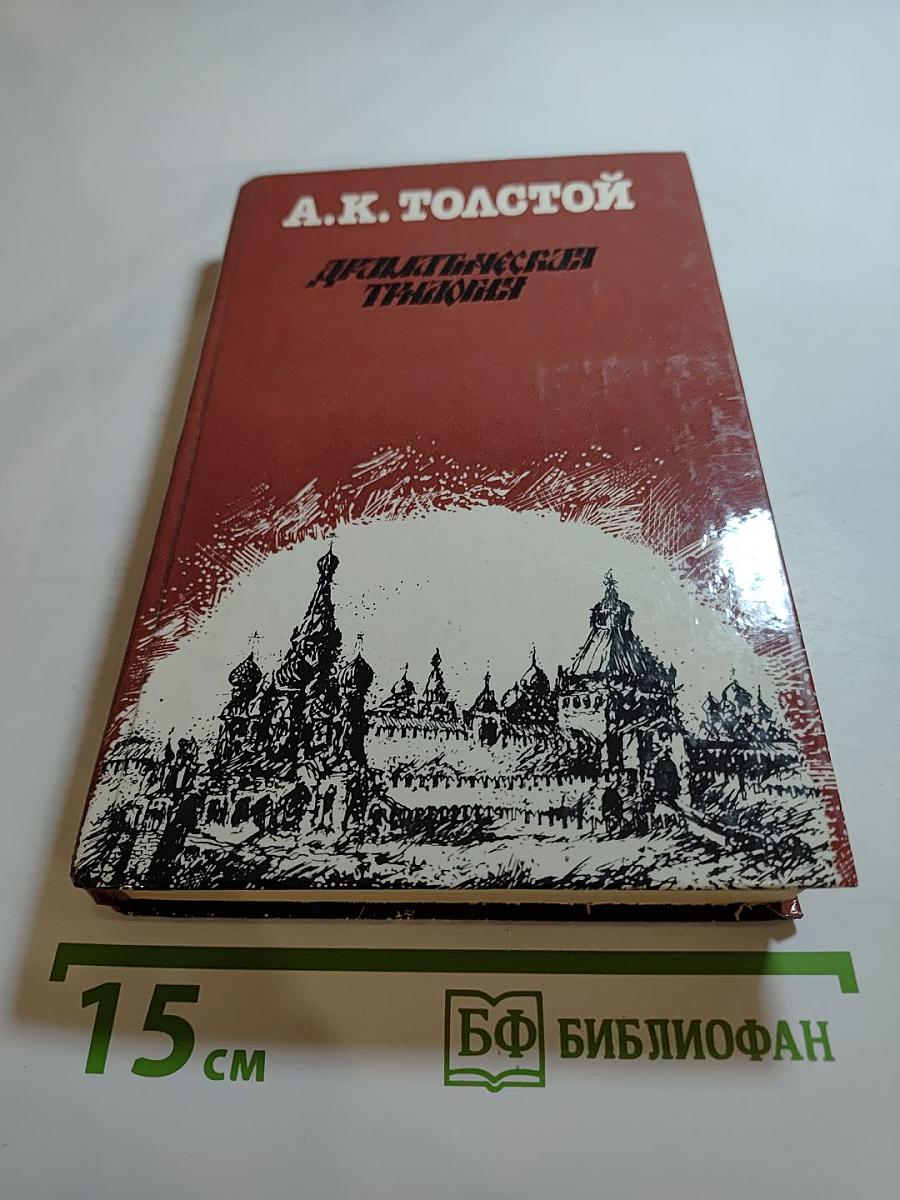 А.К. ТОЛСТОЙ
ДРАМАТИЧЕСКАЯ
ТРИЛОГИЯ
15 см
БФ БИБЛИОФАН